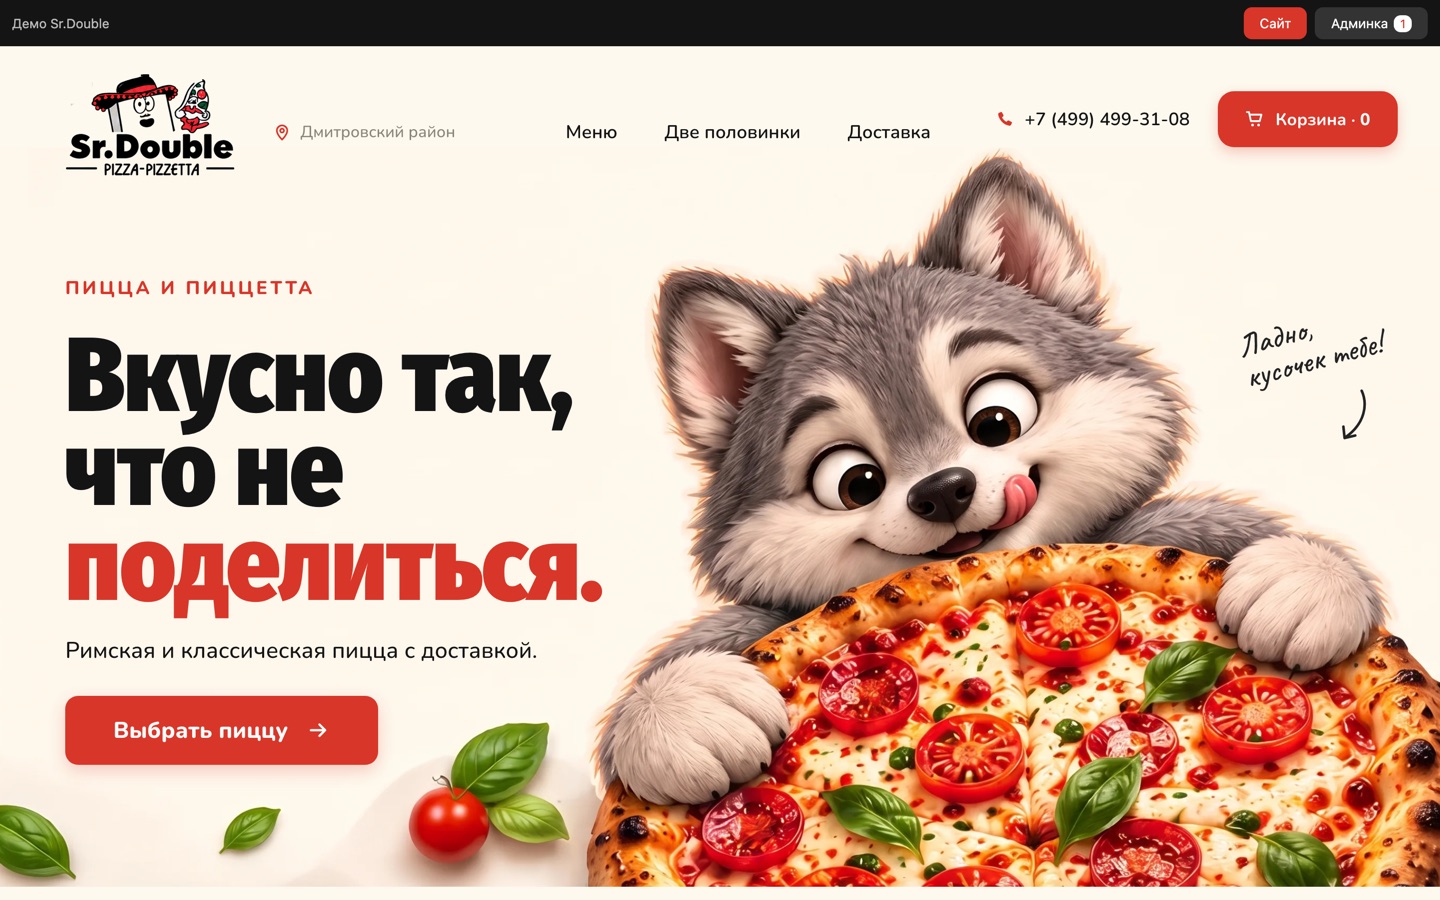 Демо Sr.Double
Сайт
Админка 1
Sr.Double
PIZZA-PIZZETTA
Дмитровский район
Меню
Две половинки
Доставка
+7 (499) 499-31-08
Корзина · 0
ПИЦЦА И ПИЦЦЕТТА
Вкусно так,
что не
поделиться.
Римская и классическая пицца с доставкой.
Выбрать пиццу →
Ладно,
кусочек тебе!